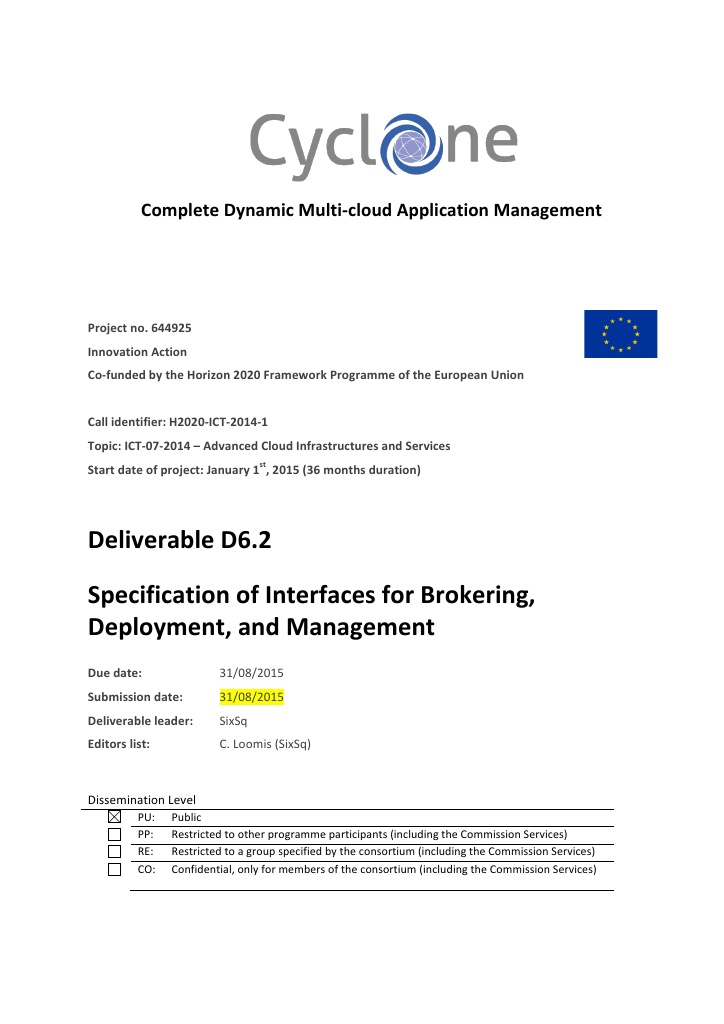 Cyclone
Complete Dynamic Multi-cloud Application Management
Project no. 644925
Innovation Action
Co-funded by the Horizon 2020 Framework Programme of the European Union
Call identifier: H2020-ICT-2014-1
Topic: ICT-07-2014 – Advanced Cloud Infrastructures and Services
Start date of project: January 1st, 2015 (36 months duration)
Deliverable D6.2
Specification of Interfaces for Brokering,
Deployment, and Management
Due date: 31/08/2015
Submission date: 31/08/2015
Deliverable leader: SixSq
Editors list: C. Loomis (SixSq)
Dissemination Level
☒ PU: Public
☐ PP: Restricted to other programme participants (including the Commission Services)
☐ RE: Restricted to a group specified by the consortium (including the Commission Services)
☐ CO: Confidential, only for members of the consortium (including the Commission Services)